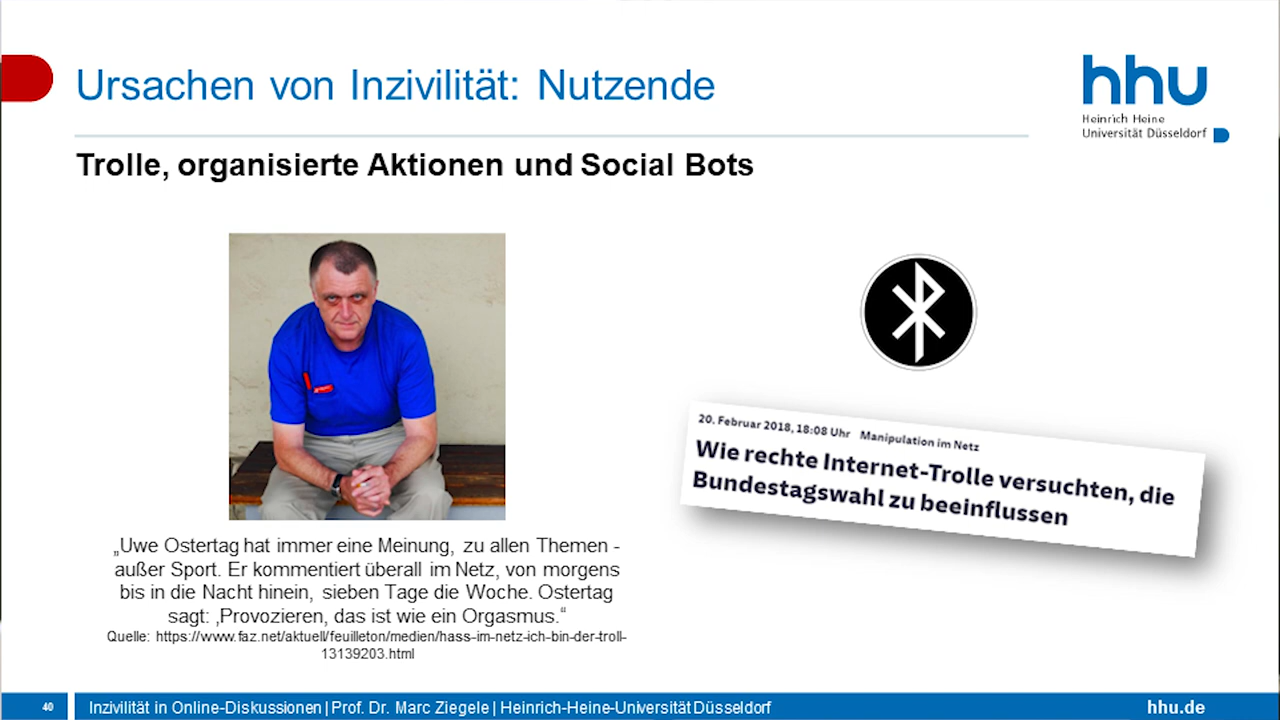 Ursachen von Inzivilität: Nutzende
hhu
Heinrich Heine
Universität Düsseldorf
Trolle, organisierte Aktionen und Social Bots
20. Februar 2018, 18:08 Uhr Manipulation im Netz
Wie rechte Internet-Trolle versuchten, die
Bundestagswahl zu beeinflussen
„Uwe Ostertag hat immer eine Meinung, zu allen Themen -
außer Sport. Er kommentiert überall im Netz, von morgens
bis in die Nacht hinein, sieben Tage die Woche. Ostertag
sagt: ‚Provozieren, das ist wie ein Orgasmus.“
Quelle: https://www.faz.net/aktuell/feuilleton/medien/hass-im-netz-ich-bin-der-troll-
13139203.html
40 Inzivilität in Online-Diskussionen | Prof. Dr. Marc Ziegele | Heinrich-Heine-Universität Düsseldorf hhu.de